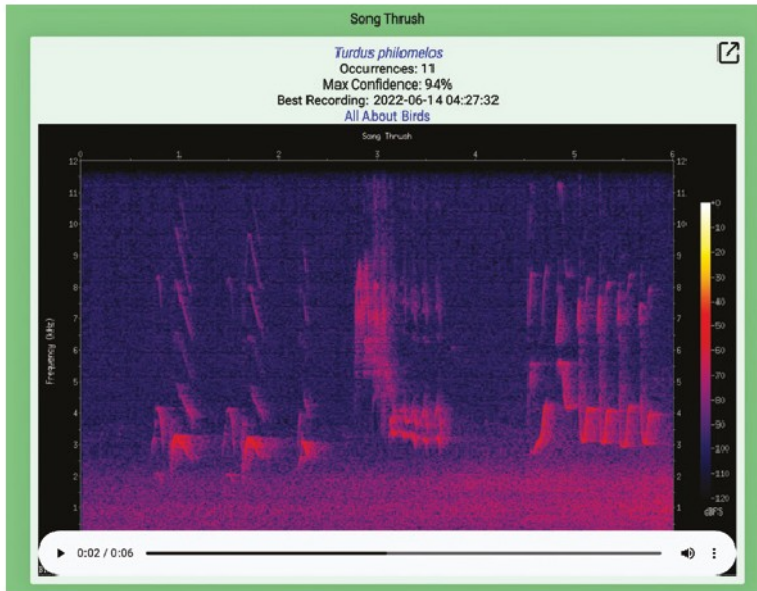 Song Thrush
Turdus philomelos
Occurrences: 11
Max Confidence: 94%
Best Recording: 2022-06-14 04:27:32
All About Birds
Song Thrush
0 1 2 3 4 5 6
12 12
11 11
10 10
9 9
8 8
7 7
6 6
5 5
4 4
3 3
2 2
1 1
Frequency (kHz)
+0
-10
-20
-30
-40
-50
-60
-70
-80
-90
-100
-110
-120
dBFS
0:02 / 0:06